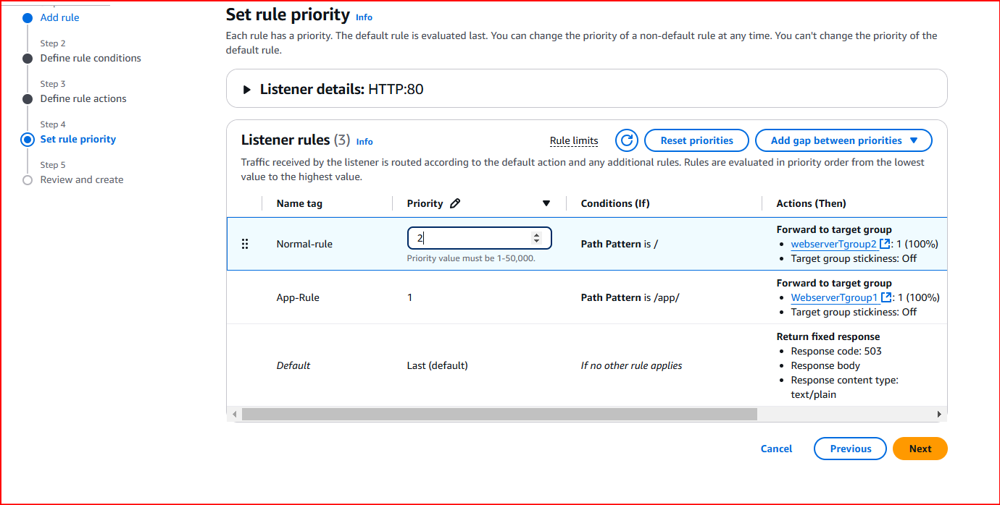 Add rule
Step 2
Define rule conditions
Step 3
Define rule actions
Step 4
Set rule priority
Step 5
Review and create
Set rule priority Info
Each rule has a priority. The default rule is evaluated last. You can change the priority of a non-default rule at any time. You can't change the priority of the
default rule.
Listener details: HTTP:80
Listener rules (3) Info
Rule limits
Reset priorities
Add gap between priorities
Traffic received by the listener is routed according to the default action and any additional rules. Rules are evaluated in priority order from the lowest
value to the highest value.
Name tag
Priority
Conditions (If)
Actions (Then)
Normal-rule
2
Priority value must be 1-50,000.
Path Pattern is /
Forward to target group
• webserverTgroup2 : 1 (100%)
• Target group stickiness: Off
App-Rule
1
Path Pattern is /app/
Forward to target group
• WebserverTgroup1 : 1 (100%)
• Target group stickiness: Off
Default
Last (default)
If no other rule applies
Return fixed response
• Response code: 503
• Response body
• Response content type:
text/plain
Cancel
Previous
Next